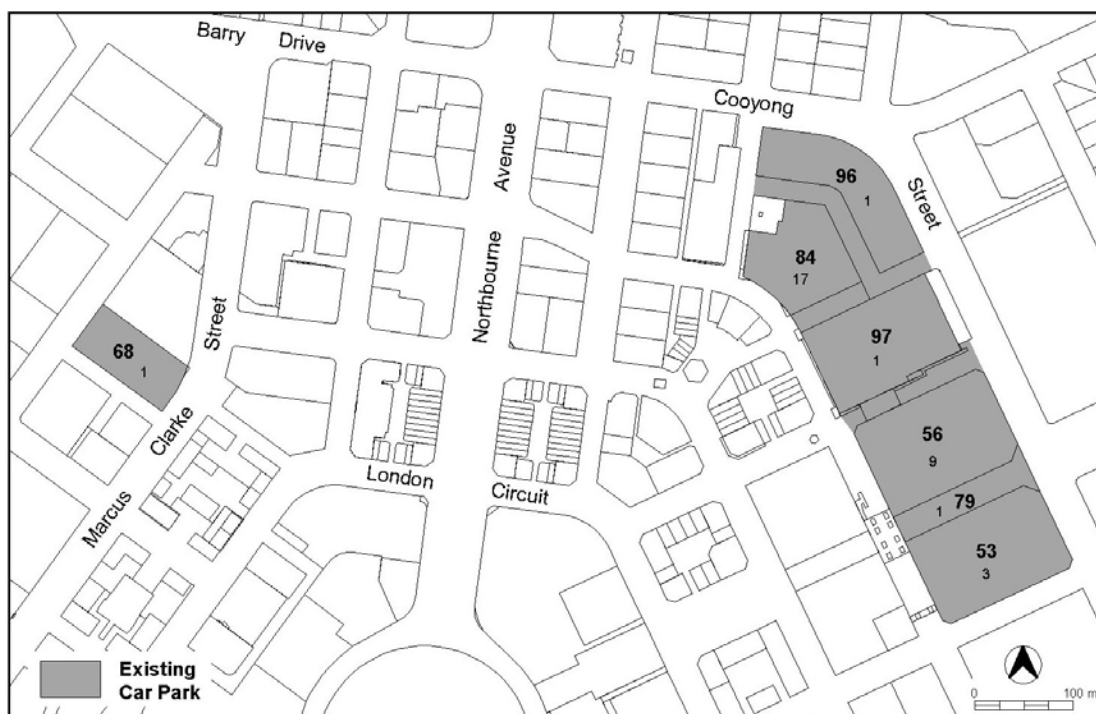 Barry Drive
Cooyong
Street
Avenue
Northbourne
Street
Clarke
Marcus
London
Circuit
96
1
84
17
97
1
68
1
56
9
79
1
53
3
Existing
Car Park
0 100 m